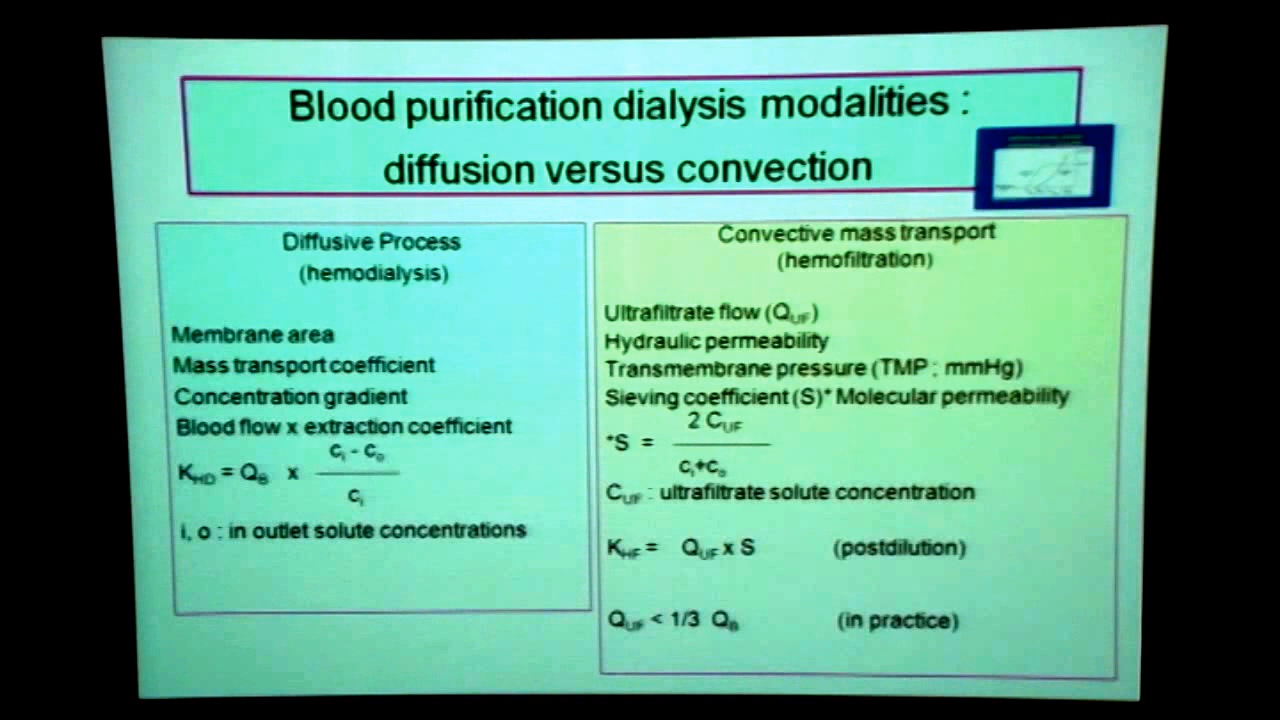 Blood purification dialysis modalities :
diffusion versus convection
Diffusive Process
(hemodialysis)
Membrane area
Mass transport coefficient
Concentration gradient
Blood flow x extraction coefficient
K_HD = Q_B x (c_i - c_o) / c_i
i, o : in outlet solute concentrations
Convective mass transport
(hemofiltration)
Ultrafiltrate flow (Q_UF)
Hydraulic permeability
Transmembrane pressure (TMP : mmHg)
Sieving coefficient (S)* Molecular permeability
*S = 2 C_UF / (c_i+c_o)
C_UF : ultrafiltrate solute concentration
K_HF = Q_UF x S (postdilution)
Q_UF < 1/3 Q_B (in practice)